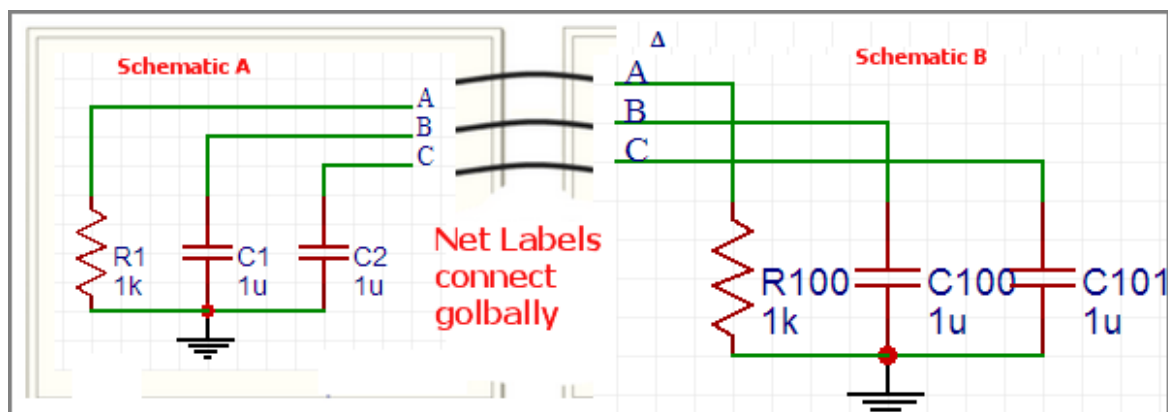 Schematic A
A
B
C
R1
1k
C1
1u
C2
1u
Net Labels
connect
golbally
Δ
Schematic B
A
B
C
R100
1k
C100
1u
C101
1u